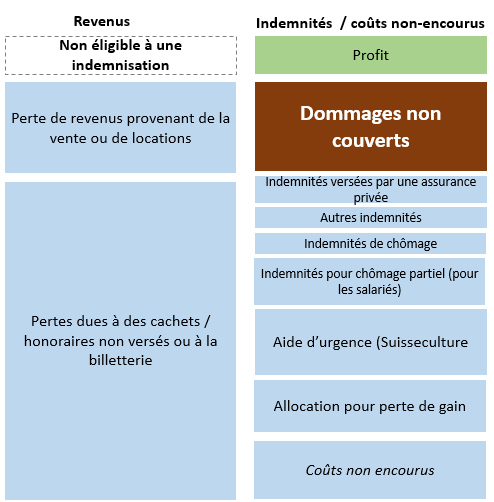 Revenus
Indemnités / coûts non-encourus
Non éligible à une
indemnisation
Profit
Perte de revenus provenant de la
vente ou de locations
Dommages non
couverts
Indemnités versées par une assurance
privée
Autres indemnités
Indemnités de chômage
Indemnités pour chômage partiel (pour
les salariés)
Pertes dues à des cachets /
honoraires non versés ou à la
billetterie
Aide d’urgence (Suisseculture
Allocation pour perte de gain
Coûts non encourus